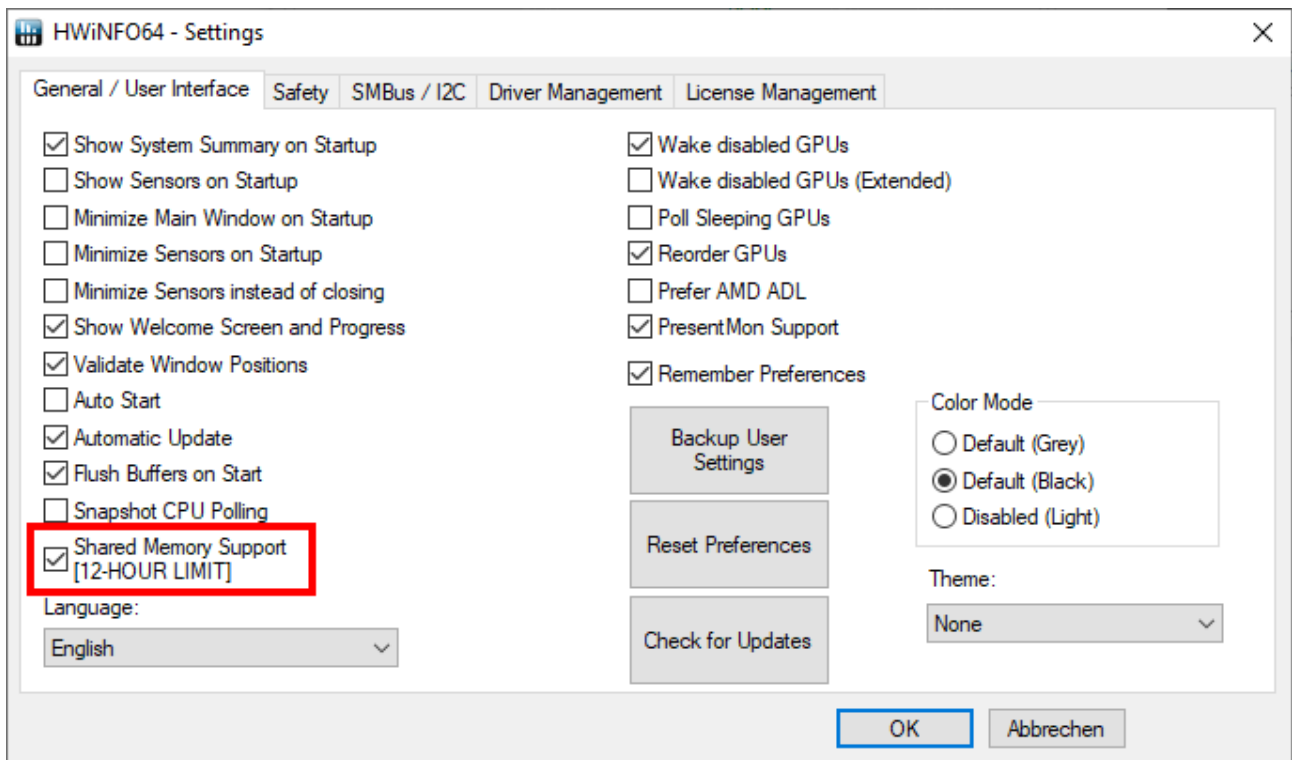 HWiNFO64 - Settings
General / User Interface
Safety
SMBus / I2C
Driver Management
License Management
Show System Summary on Startup
Show Sensors on Startup
Minimize Main Window on Startup
Minimize Sensors on Startup
Minimize Sensors instead of closing
Show Welcome Screen and Progress
Validate Window Positions
Auto Start
Automatic Update
Flush Buffers on Start
Snapshot CPU Polling
Shared Memory Support
[12-HOUR LIMIT]
Language:
English
Wake disabled GPUs
Wake disabled GPUs (Extended)
Poll Sleeping GPUs
Reorder GPUs
Prefer AMD ADL
PresentMon Support
Remember Preferences
Backup User
Settings
Reset Preferences
Check for Updates
Color Mode
Default (Grey)
Default (Black)
Disabled (Light)
Theme:
None
OK
Abbrechen